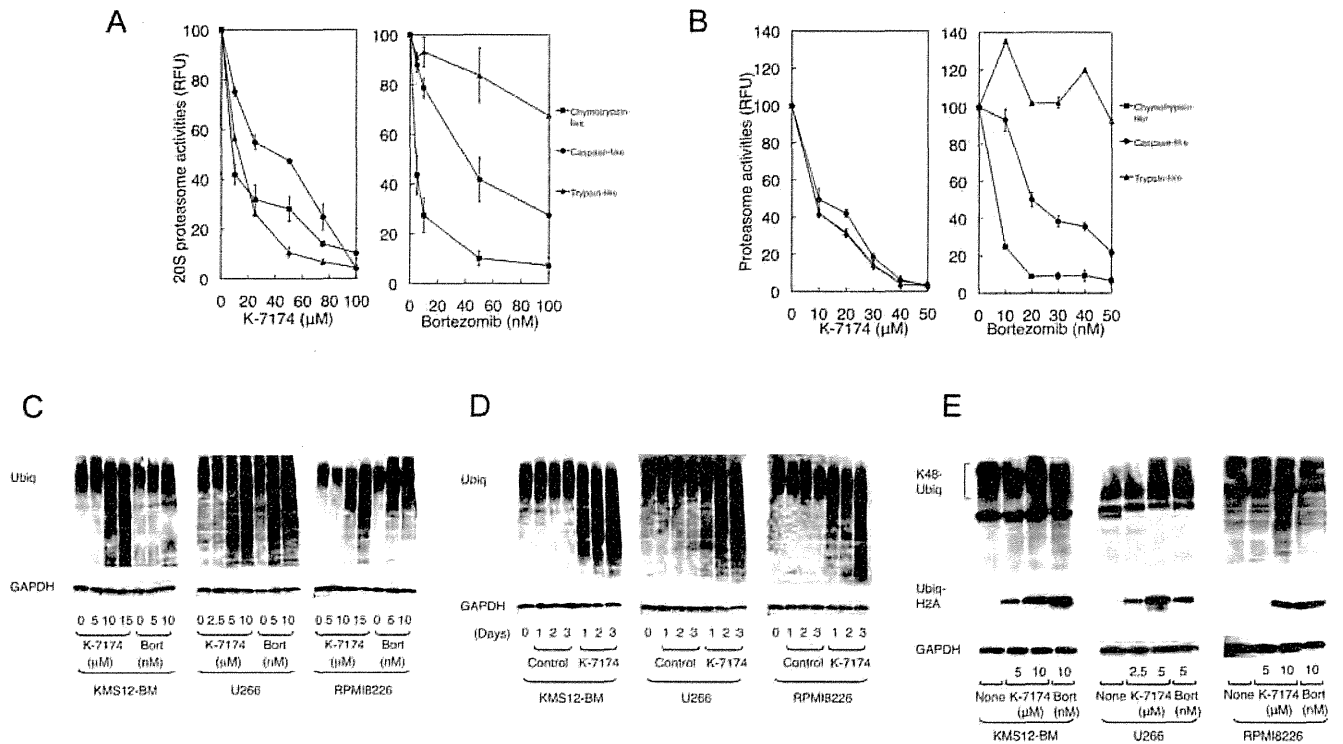 A
20S proteasome activities (RFU)
100
80
60
40
20
0
0 20 40 60 80 100
K-7174 (µM)
100
80
60
40
20
0
0 20 40 60 80 100
Bortezomib (nM)
Chymotrypsin-like
Caspase-like
Trypsin-like
B
Proteasome activities (RFU)
140
120
100
80
60
40
20
0
0 10 20 30 40 50
K-7174 (µM)
140
120
100
80
60
40
20
0
0 10 20 30 40 50
Bortezomib (nM)
Chymotrypsin-like
Caspase-like
Trypsin-like
C
Ubiq
GAPDH
0 5 10 15 0 5 10
K-7174 (µM) Bort (nM)
KMS12-BM
0 2.5 5 10 0 5 10
K-7174 (µM) Bort (nM)
U266
0 5 10 15 0 5 10
K-7174 (µM) Bort (nM)
RPMI8226
D
Ubiq
GAPDH
(Days)
0 1 2 3 1 2 3
Control K-7174
KMS12-BM
0 1 2 3 1 2 3
Control K-7174
U266
0 1 2 3 1 2 3
Control K-7174
RPMI8226
E
K48-
Ubiq
Ubiq-
H2A
GAPDH
5 10 10
None K-7174 (µM) Bort (nM)
KMS12-BM
2.5 5 5
None K-7174 (µM) Bort (nM)
U266
5 10 10
None K-7174 (µM) Bort (nM)
RPMI8226